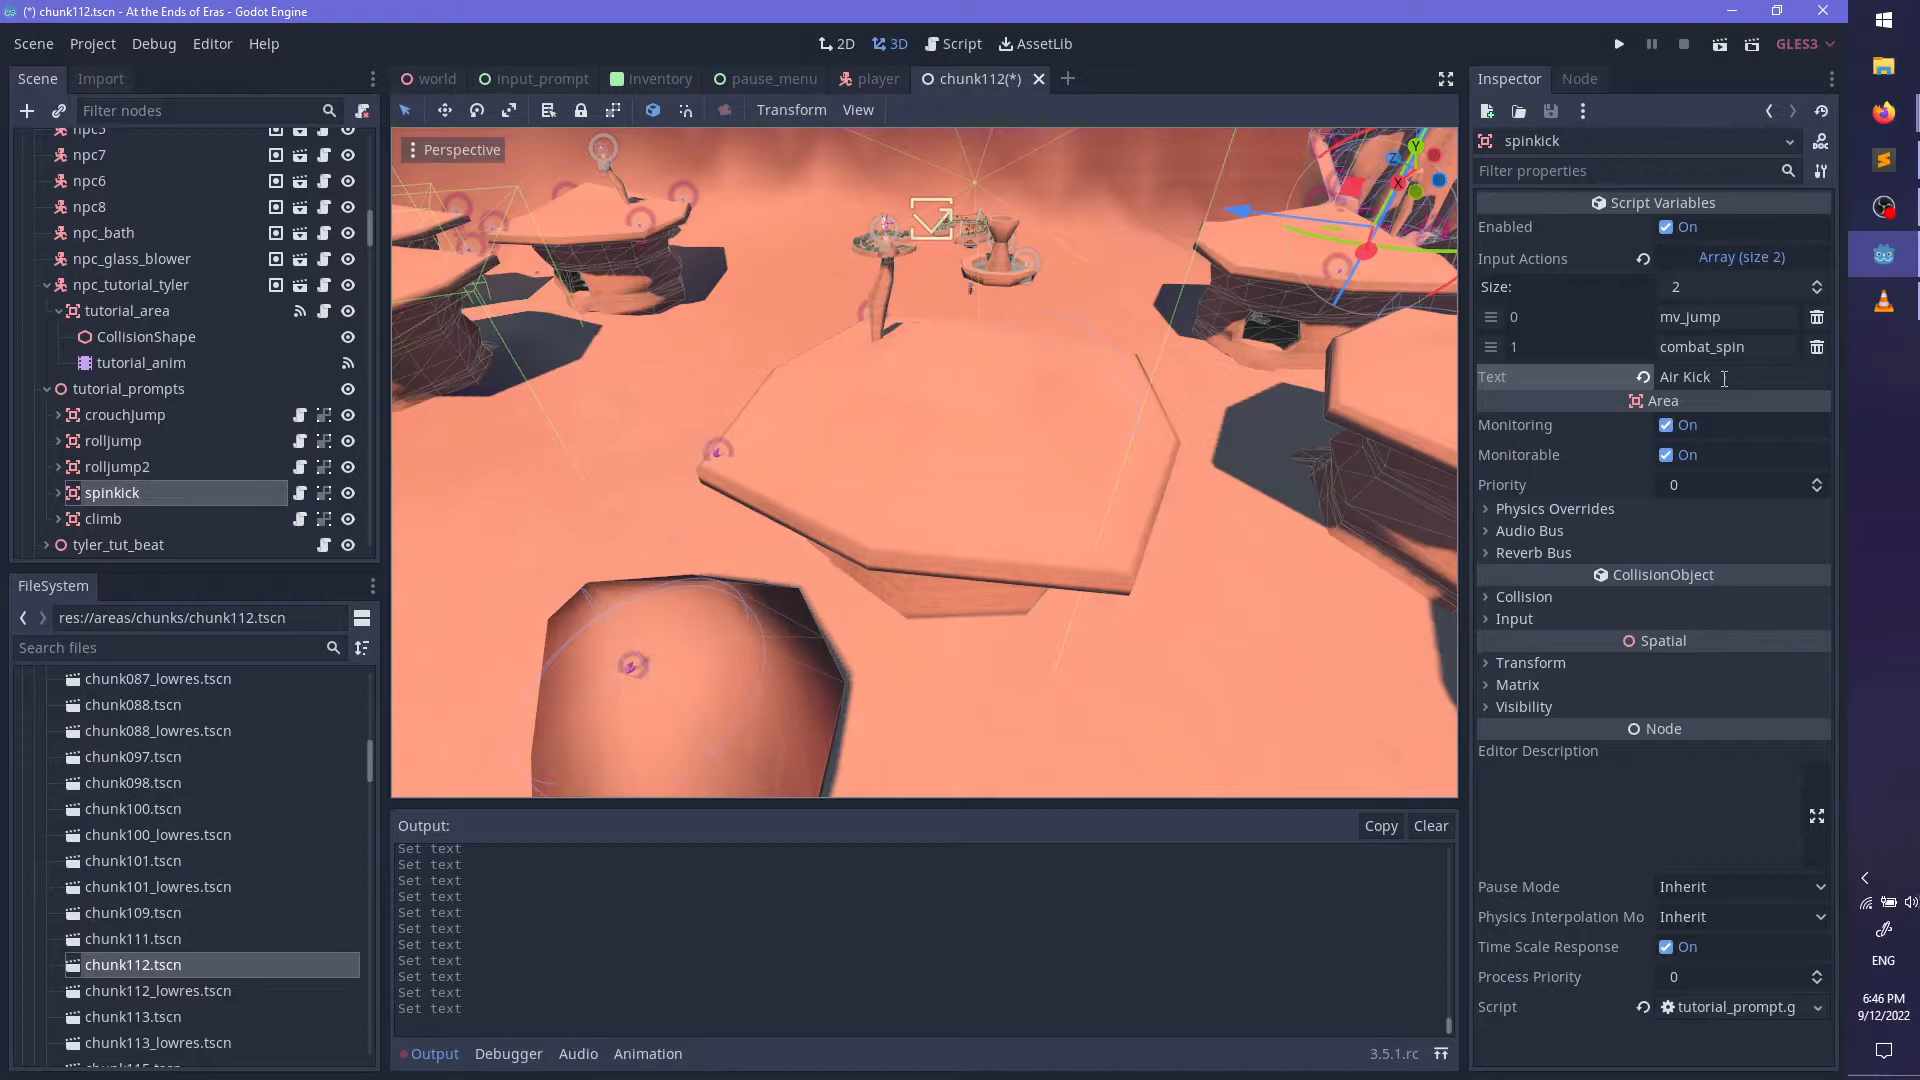 (*) chunk112.tscn - At the Ends of Eras - Godot Engine
Scene Project Debug Editor Help
2D 3D Script AssetLib
GLES3
Scene Import
Filter nodes
npc7
npc6
npc8
npc_bath
npc_glass_blower
npc_tutorial_tyler
tutorial_area
CollisionShape
tutorial_anim
tutorial_prompts
crouchJump
rolljump
rolljump2
spinkick
climb
tyler_tut_beat
FileSystem
res://areas/chunks/chunk112.tscn
Search files
chunk087_lowres.tscn
chunk088.tscn
chunk088_lowres.tscn
chunk097.tscn
chunk098.tscn
chunk100.tscn
chunk100_lowres.tscn
chunk101.tscn
chunk101_lowres.tscn
chunk109.tscn
chunk111.tscn
chunk112.tscn
chunk112_lowres.tscn
chunk113.tscn
chunk113_lowres.tscn
world input_prompt inventory pause_menu player chunk112(*)
Transform View
Perspective
Z Y X
Output: Copy Clear
Set text
Set text
Set text
Set text
Set text
Set text
Set text
Set text
Set text
Set text
Set text
Output Debugger Audio Animation 3.5.1.rc
Inspector Node
spinkick
Filter properties
Script Variables
Enabled On
Input Actions Array (size 2)
Size: 2
0 mv_jump
1 combat_spin
Text Air Kick
Area
Monitoring On
Monitorable On
Priority 0
Physics Overrides
Audio Bus
Reverb Bus
CollisionObject
Collision
Input
Spatial
Transform
Matrix
Visibility
Node
Editor Description
Pause Mode Inherit
Physics Interpolation Mo Inherit
Time Scale Response On
Process Priority 0
Script tutorial_prompt.g
ENG
6:46 PM
9/12/2022